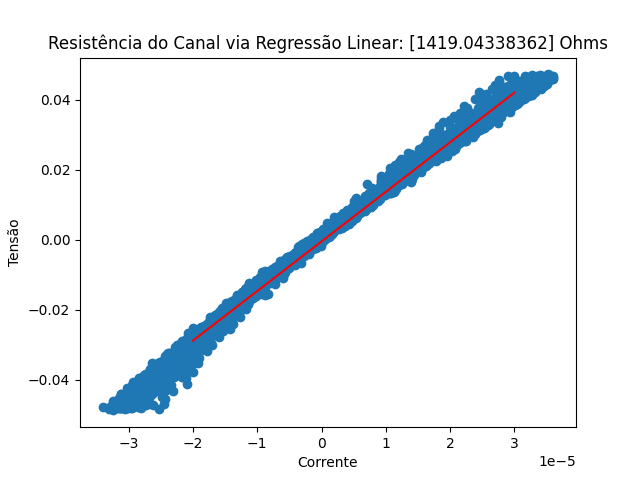 Resistência do Canal via Regressão Linear: [1419.04338362] Ohms
0.04
0.02
0.00
−0.02
−0.04
Tensão
−3 −2 −1 0 1 2 3
1e−5
Corrente